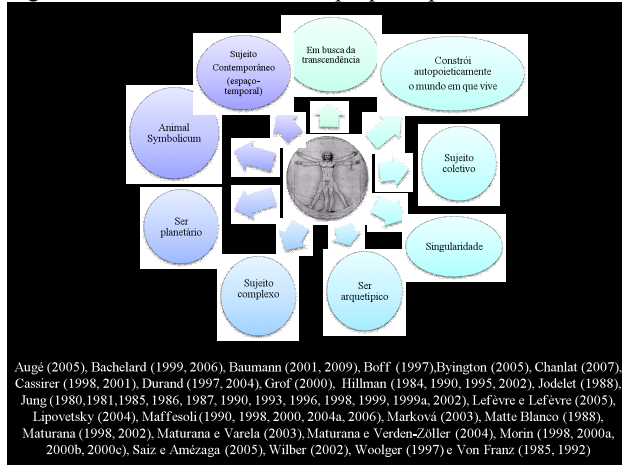 Em busca da
transcendência
Constrói
autopoieticamente
o mundo em que vive
Sujeito
coletivo
Singularidade
Ser
arquetípico
Sujeito
complexo
Ser
planetário
Animal
Symbolicum
Sujeito
Contemporâneo
(espaço-
temporal)
Augé (2005), Bachelard (1999, 2006), Baumann (2001, 2009), Boff (1997),Byington (2005), Chanlat (2007),
Cassirer (1998, 2001), Durand (1997, 2004), Grof (2000), Hillman (1984, 1990, 1995, 2002), Jodelet (1988),
Jung (1980,1981,1985, 1986, 1987, 1990, 1993, 1996, 1998, 1999, 1999a, 2002), Lefèvre e Lefèvre (2005),
Lipovetsky (2004), Maffesoli (1990, 1998, 2000, 2004a, 2006), Marková (2003), Matte Blanco (1988),
Maturana (1998, 2002), Maturana e Varela (2003), Maturana e Verden-Zöller (2004), Morin (1998, 2000a,
2000b, 2000c), Saiz e Amézaga (2005), Wilber (2002), Woolger (1997) e Von Franz (1985, 1992)